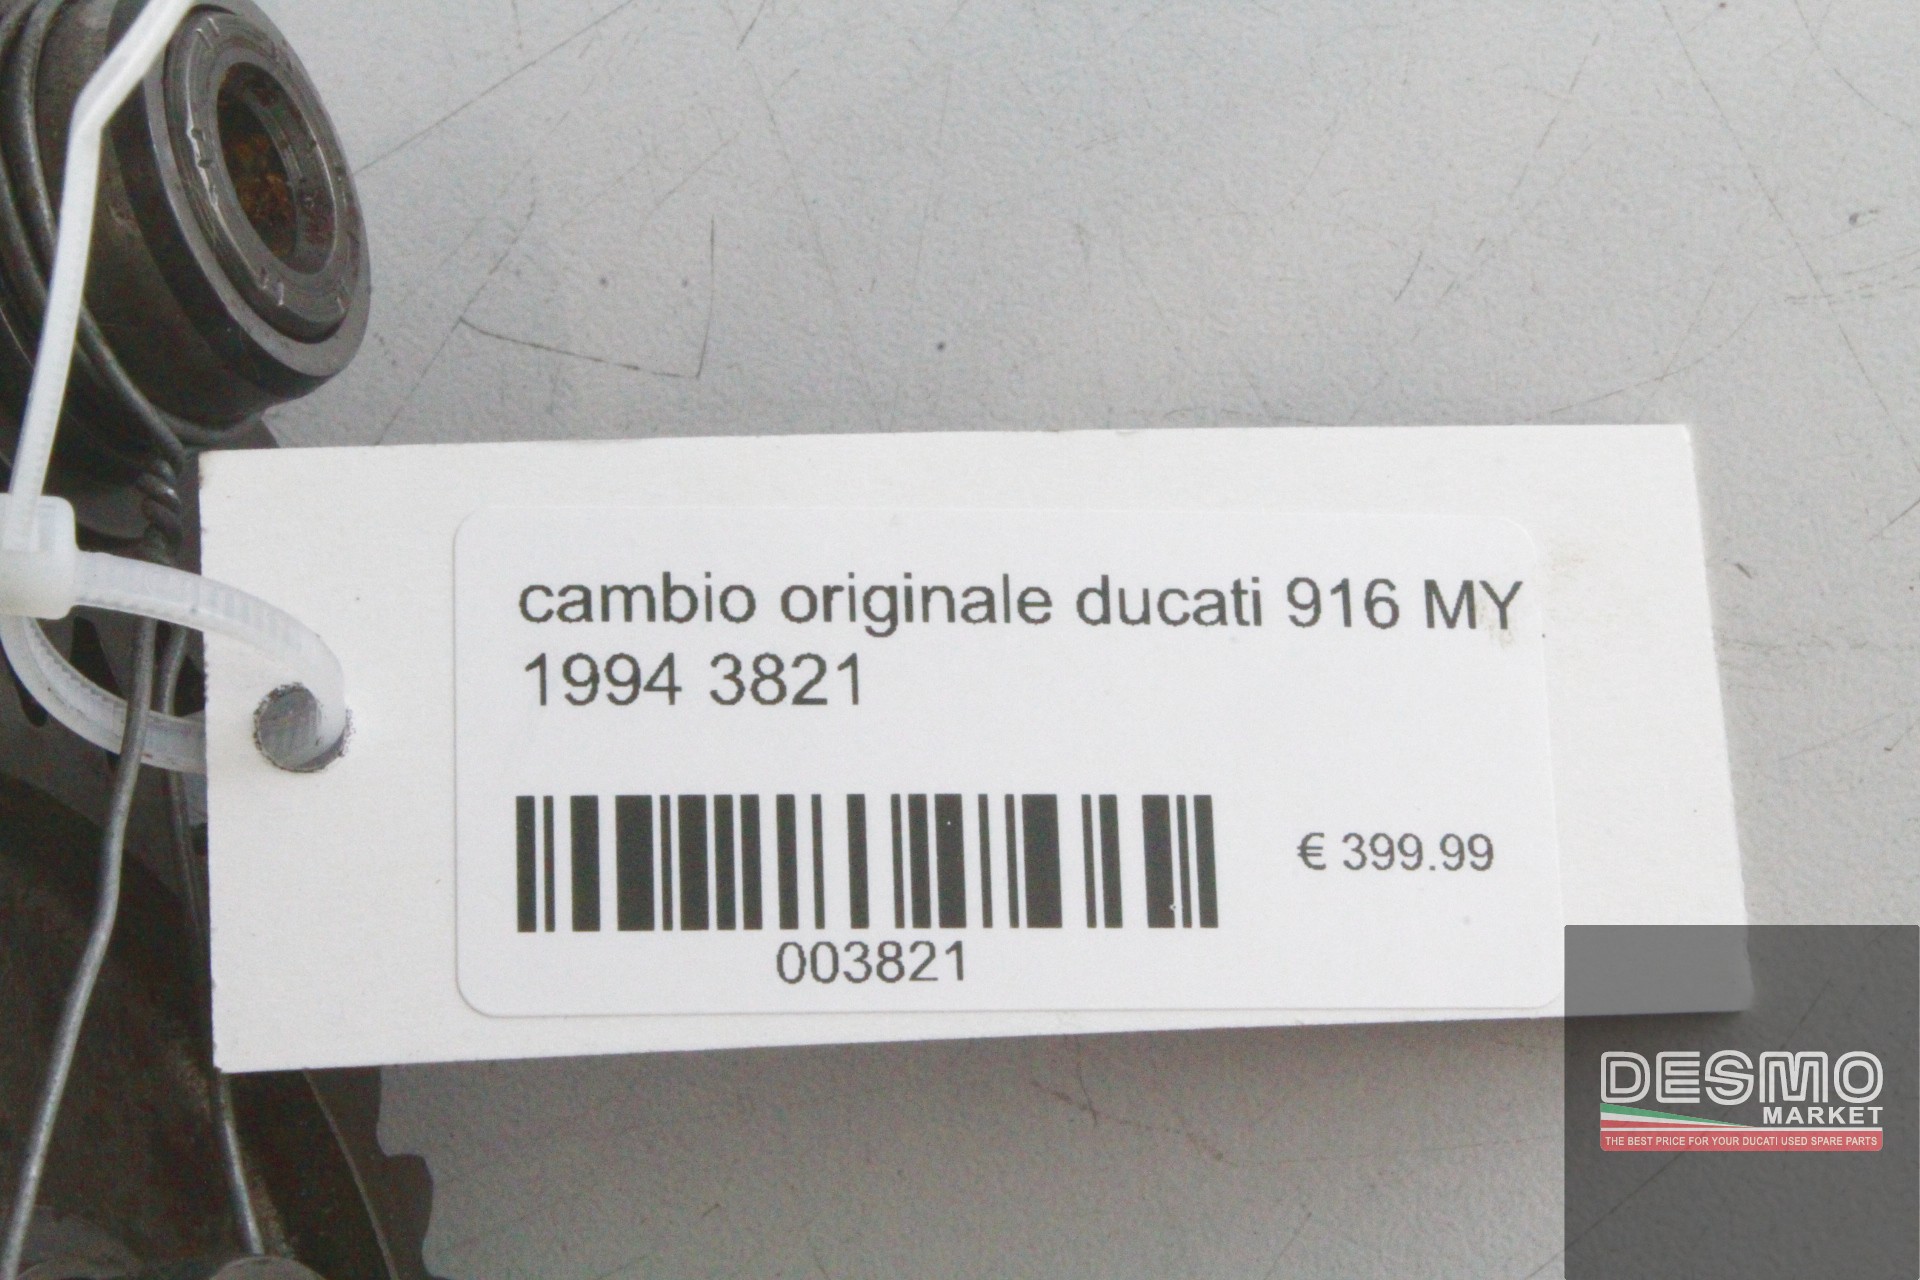 cambio originale ducati 916 MY
1994 3821
€ 399.99
003821
DESMO
MARKET
THE BEST PRICE FOR YOUR DUCATI USED SPARE PARTS